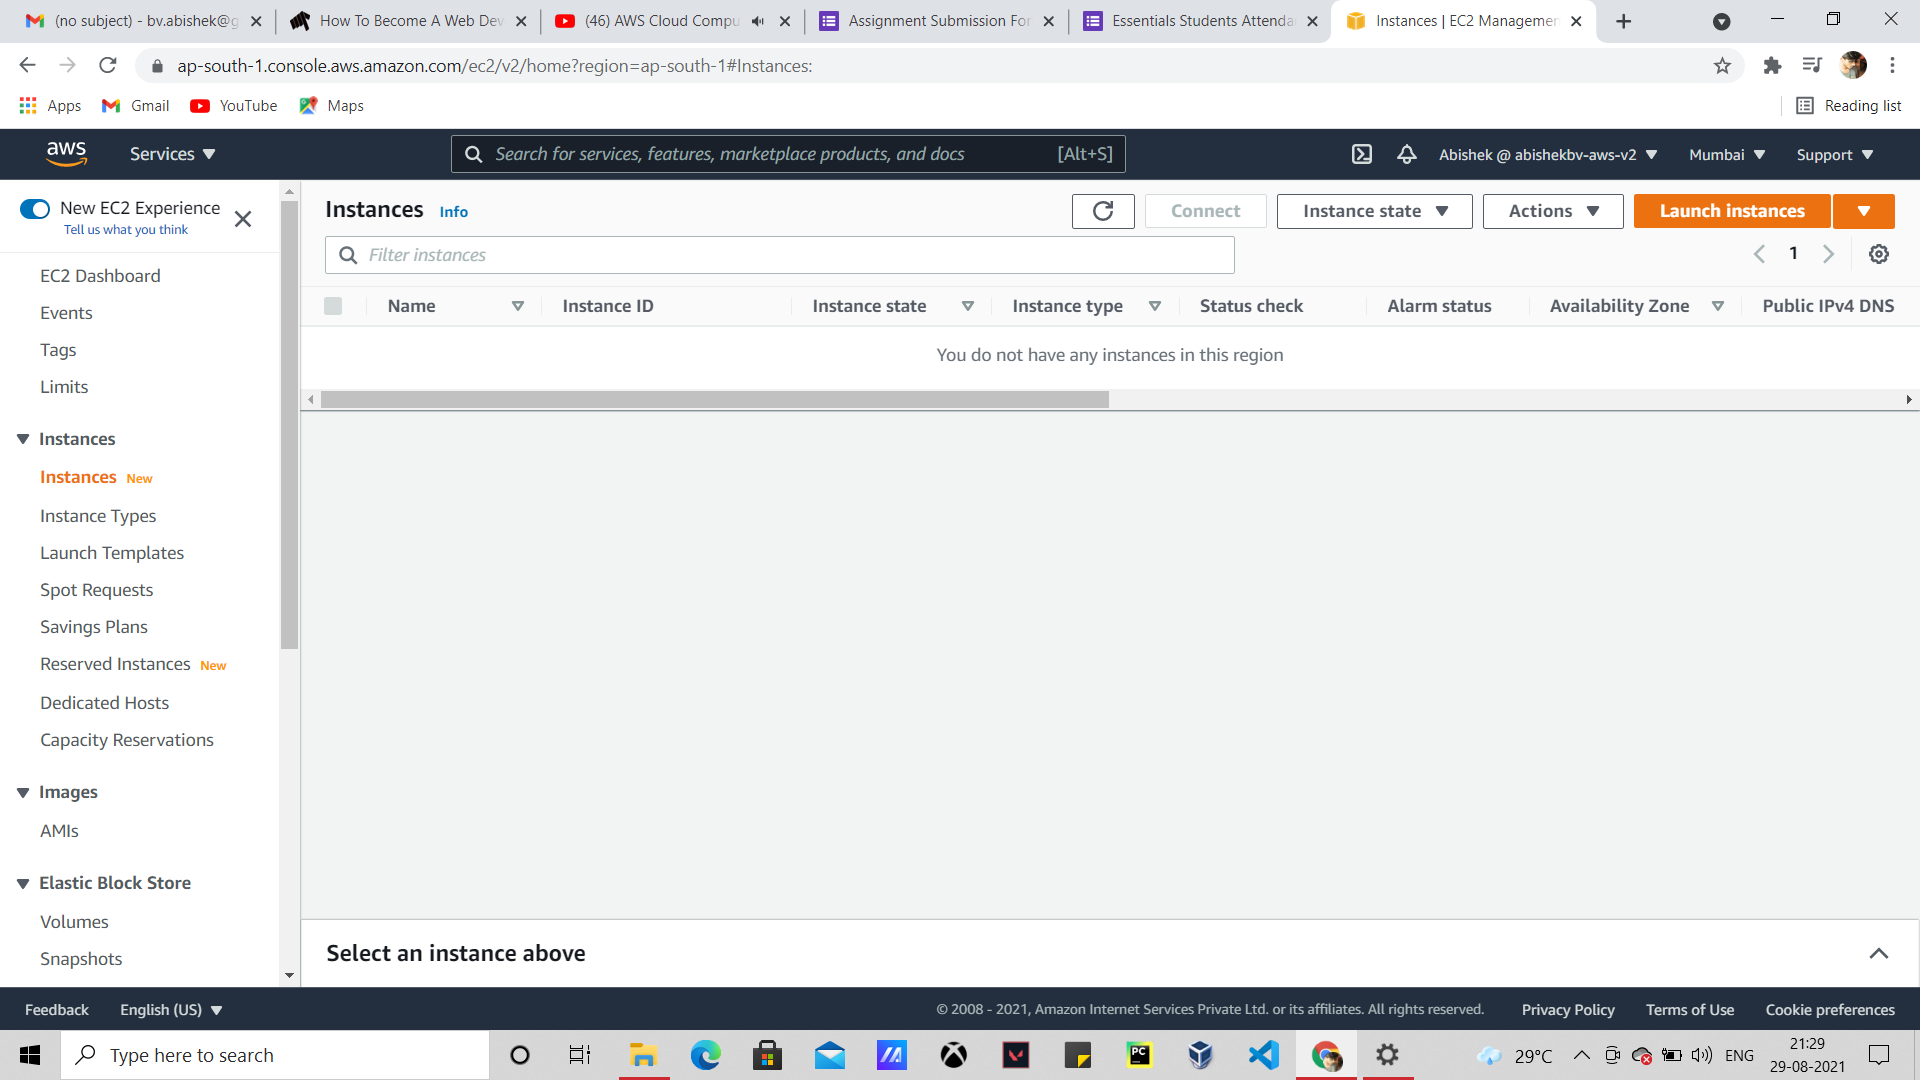 (no subject) - bv.abishek@g
How To Become A Web Dev
(46) AWS Cloud Compu
Assignment Submission For
Essentials Students Attenda
Instances | EC2 Managemen
ap-south-1.console.aws.amazon.com/ec2/v2/home?region=ap-south-1#Instances:
Apps
Gmail
YouTube
Maps
Reading list
aws
Services
Search for services, features, marketplace products, and docs
[Alt+S]
Abishek @ abishekbv-aws-v2
Mumbai
Support
New EC2 Experience
Tell us what you think
EC2 Dashboard
Events
Tags
Limits
Instances
Instances New
Instance Types
Launch Templates
Spot Requests
Savings Plans
Reserved Instances New
Dedicated Hosts
Capacity Reservations
Images
AMIs
Elastic Block Store
Volumes
Snapshots
Instances Info
Connect
Instance state
Actions
Launch instances
Filter instances
1
Name
Instance ID
Instance state
Instance type
Status check
Alarm status
Availability Zone
Public IPv4 DNS
You do not have any instances in this region
Select an instance above
Feedback
English (US)
© 2008 - 2021, Amazon Internet Services Private Ltd. or its affiliates. All rights reserved.
Privacy Policy
Terms of Use
Cookie preferences
Type here to search
PC
29°C
ENG
21:29
29-08-2021